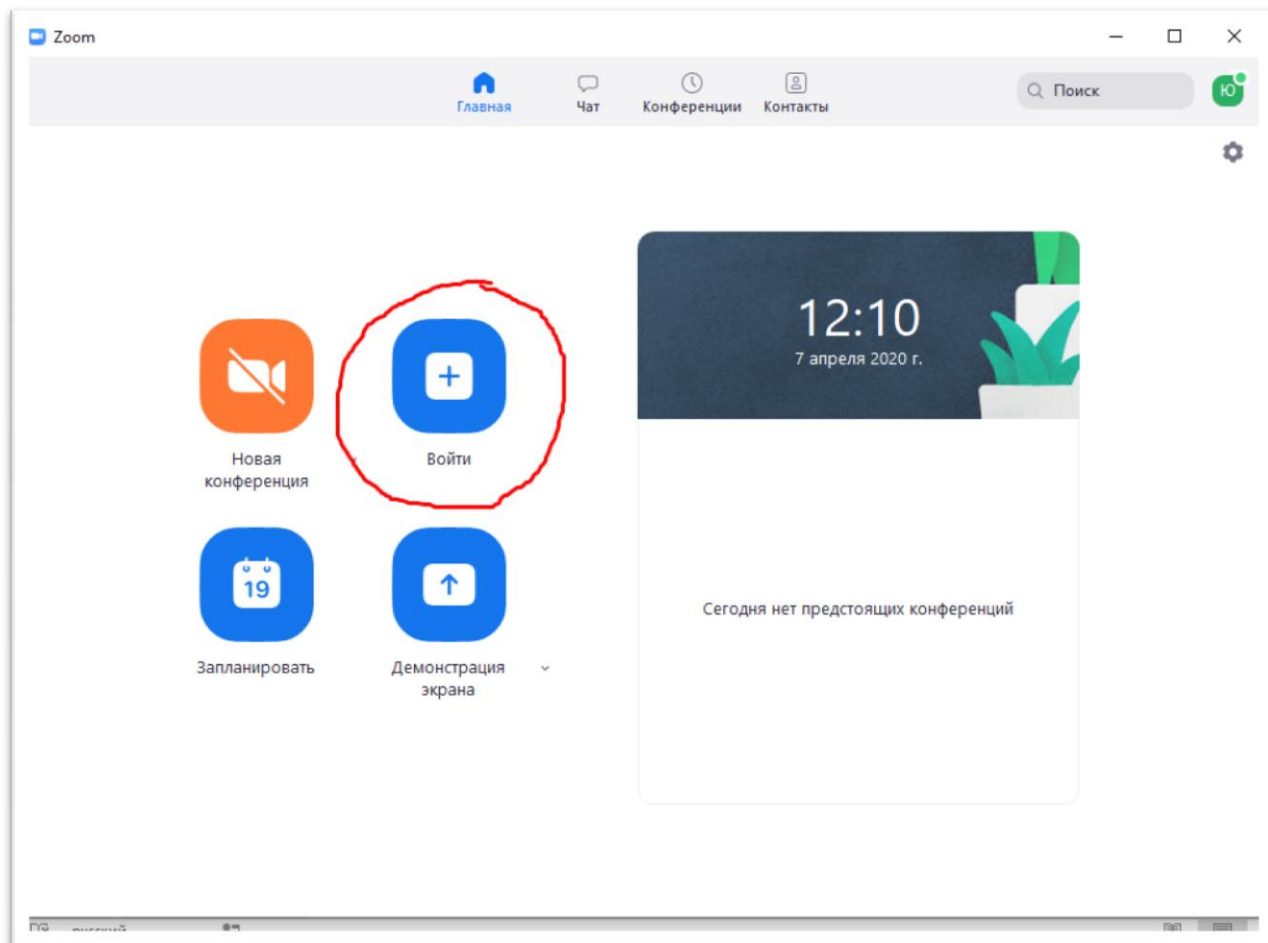 Zoom
Главная
Чат
Конференции
Контакты
Поиск
Ю
12:10
7 апреля 2020 г.
Новая
конференция
Войти
19
Запланировать
Демонстрация
экрана
Сегодня нет предстоящих конференций